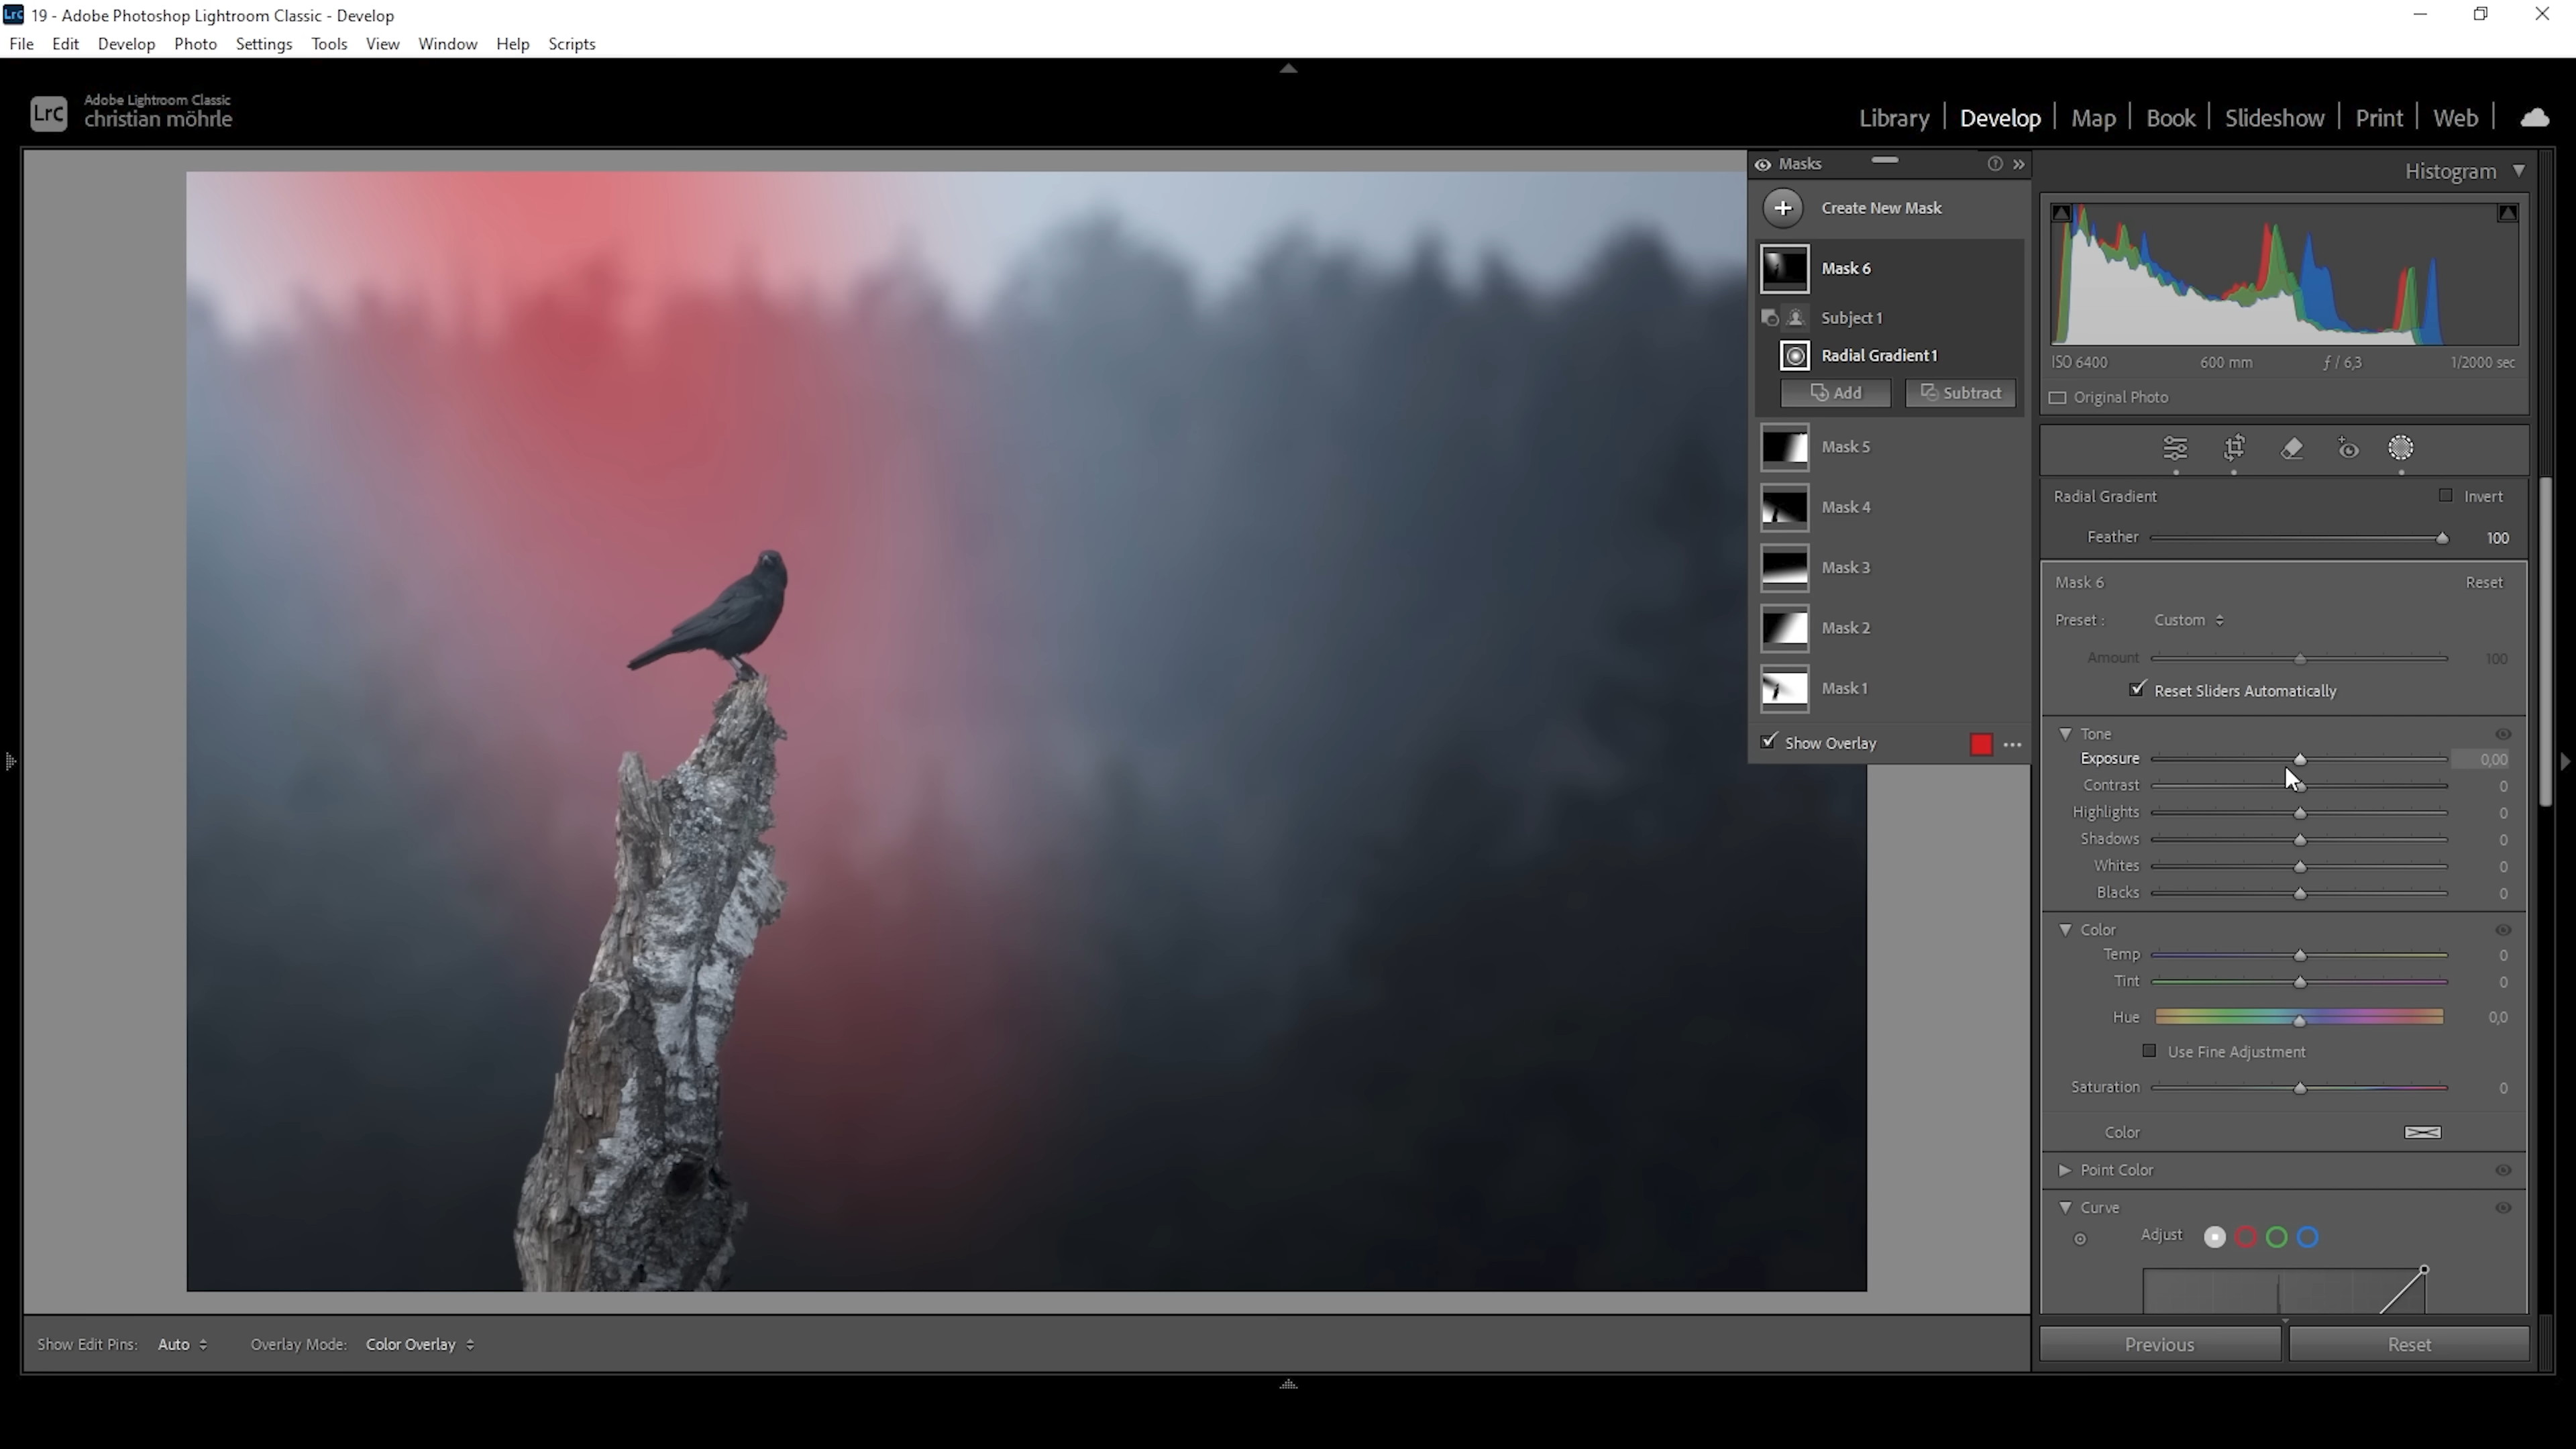 Lrc 19 - Adobe Photoshop Lightroom Classic - Develop
File Edit Develop Photo Settings Tools View Window Help Scripts
Lrc Adobe Lightroom Classic
christian möhrle
Library | Develop | Map | Book | Slideshow | Print | Web |
Masks
Create New Mask
Mask 6
Subject 1
Radial Gradient 1
Add Subtract
Mask 5
Mask 4
Mask 3
Mask 2
Mask 1
Show Overlay
Histogram
ISO 6400 600 mm ƒ / 6,3 1/2000 sec
Original Photo
Radial Gradient Invert
Feather 100
Mask 6 Reset
Preset : Custom
Amount 100
Reset Sliders Automatically
Tone
Exposure 0,00
Contrast 0
Highlights 0
Shadows 0
Whites 0
Blacks 0
Color
Temp 0
Tint 0
Hue 0,0
Use Fine Adjustment
Saturation 0
Color
Point Color
Curve
Adjust
Previous Reset
Show Edit Pins: Auto Overlay Mode: Color Overlay